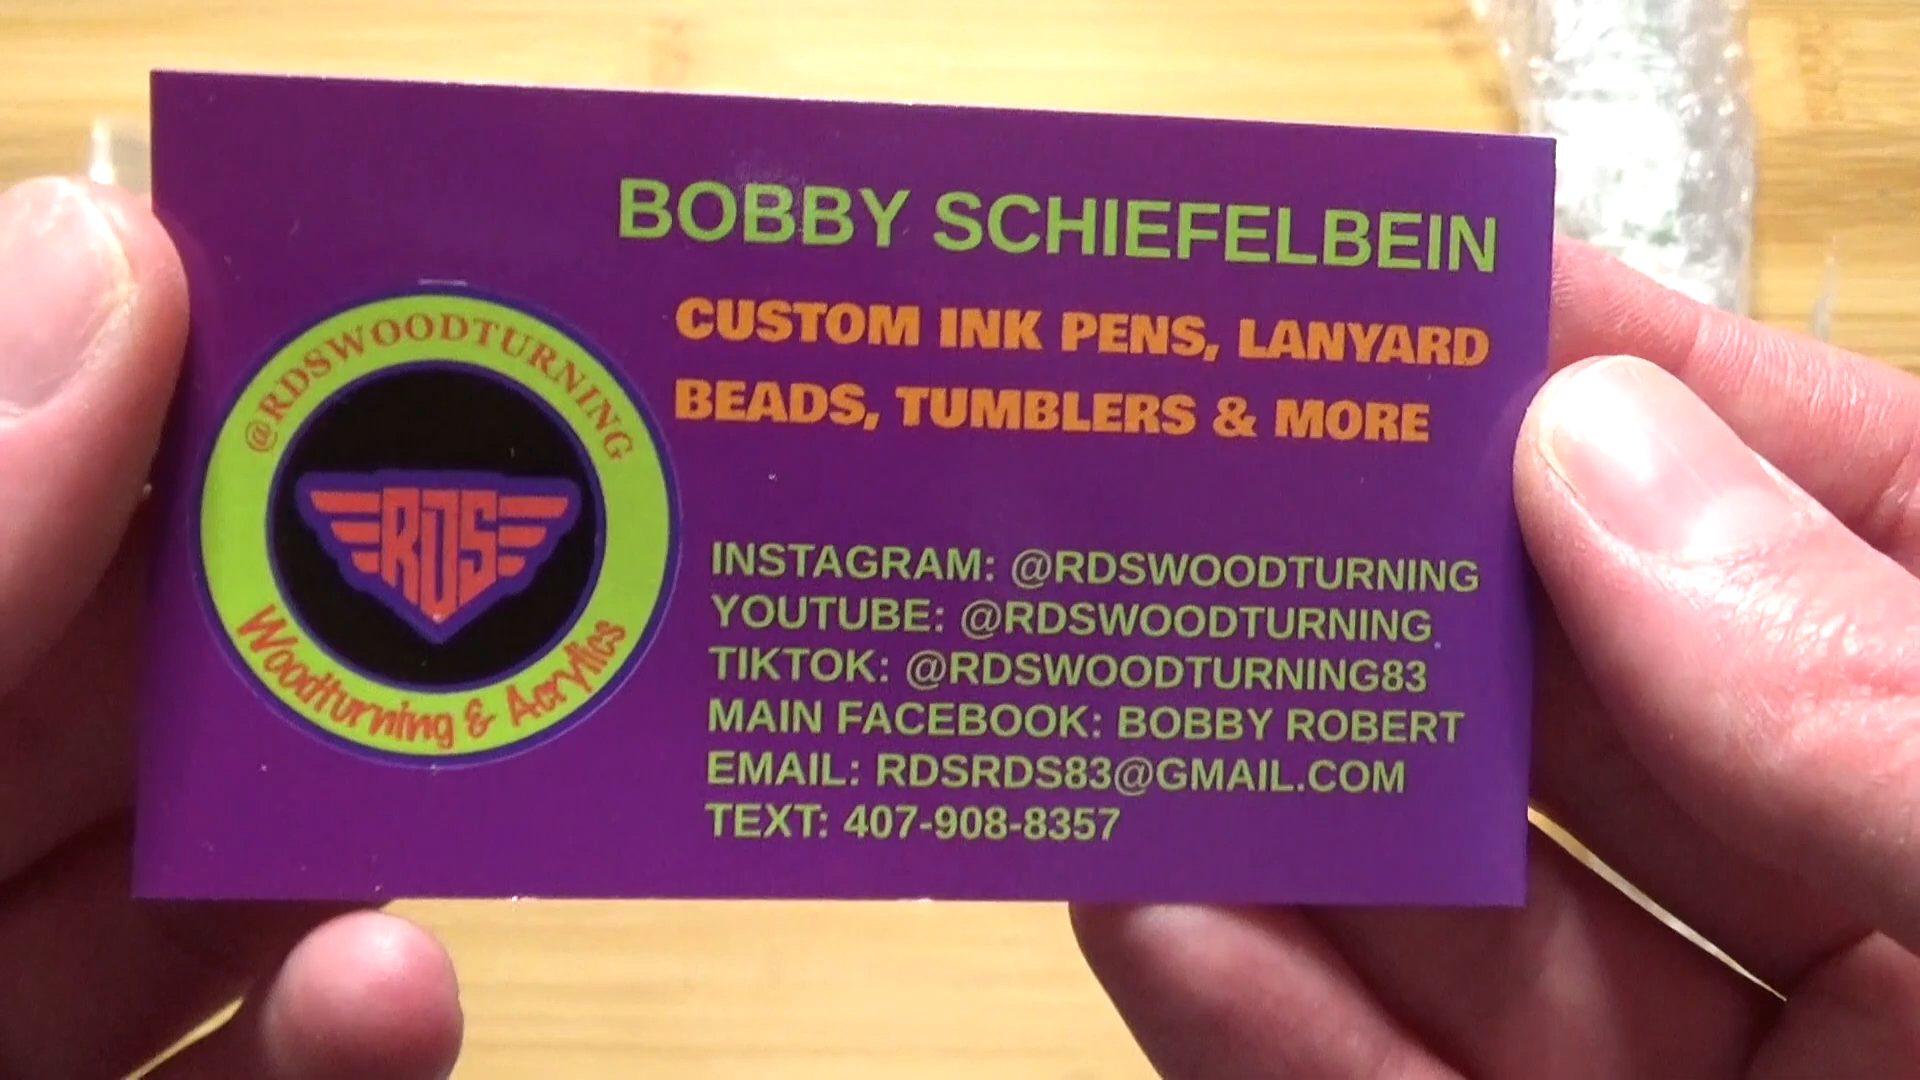 BOBBY SCHIEFELBEIN
CUSTOM INK PENS, LANYARD
BEADS, TUMBLERS & MORE
@RDSWOODTURNING
RDS
Woodturning & Acrylics
INSTAGRAM: @RDSWOODTURNING
YOUTUBE: @RDSWOODTURNING
TIKTOK: @RDSWOODTURNING83
MAIN FACEBOOK: BOBBY ROBERT
EMAIL: RDSRDS83@GMAIL.COM
TEXT: 407-908-8357